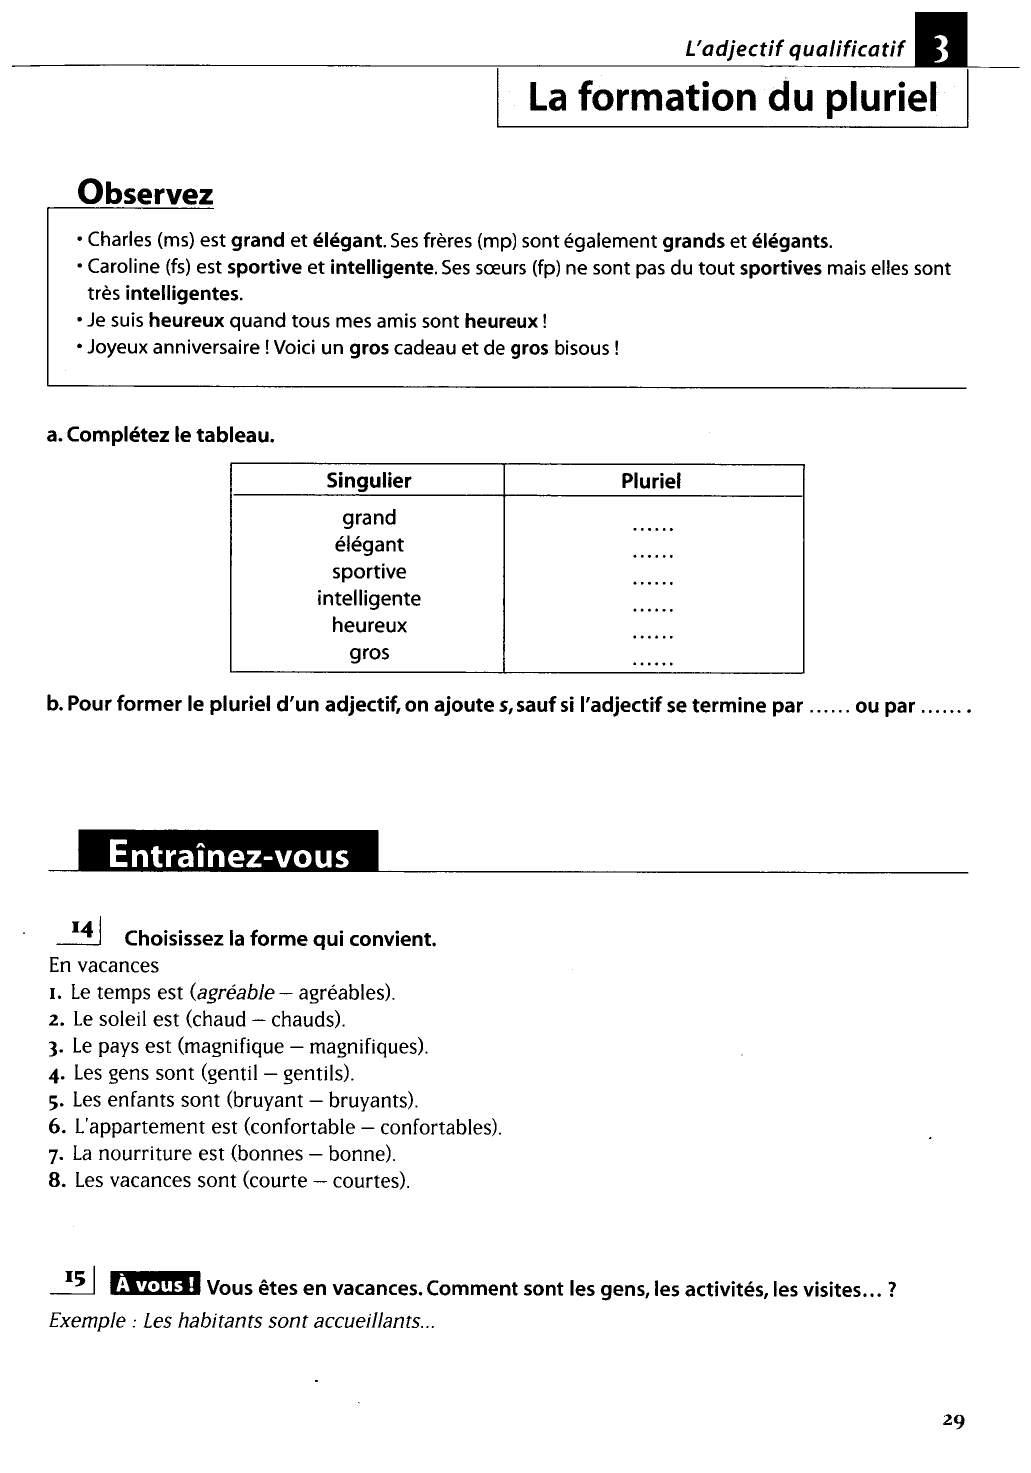 L'adjectif qualificatif 3
La formation du pluriel
Observez
• Charles (ms) est grand et élégant. Ses frères (mp) sont également grands et élégants.
• Caroline (fs) est sportive et intelligente. Ses sœurs (fp) ne sont pas du tout sportives mais elles sont
très intelligentes.
• Je suis heureux quand tous mes amis sont heureux !
• Joyeux anniversaire ! Voici un gros cadeau et de gros bisous !
a. Complétez le tableau.
Singulier Pluriel
grand ......
élégant ......
sportive ......
intelligente ......
heureux ......
gros ......
b. Pour former le pluriel d'un adjectif, on ajoute s, sauf si l'adjectif se termine par ...... ou par ...... .
Entraînez-vous
14 Choisissez la forme qui convient.
En vacances
1. Le temps est (agréable – agréables).
2. Le soleil est (chaud – chauds).
3. Le pays est (magnifique – magnifiques).
4. Les gens sont (gentil – gentils).
5. Les enfants sont (bruyant – bruyants).
6. L'appartement est (confortable – confortables).
7. La nourriture est (bonnes – bonne).
8. Les vacances sont (courte – courtes).
15 À vous ! Vous êtes en vacances. Comment sont les gens, les activités, les visites... ?
Exemple : Les habitants sont accueillants...
29